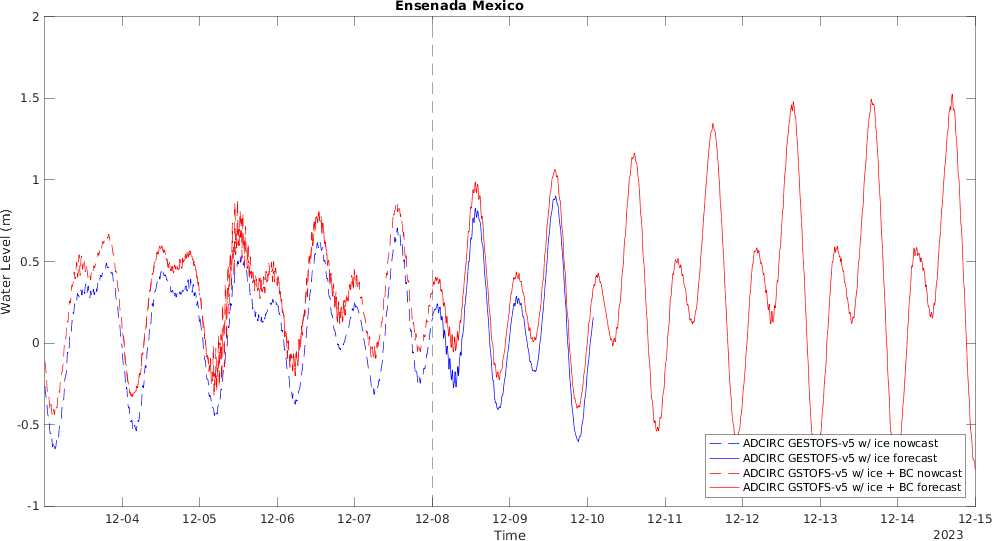 Ensenada Mexico
2
1.5
1
0.5
0
-0.5
-1
Water Level (m)
12-04 12-05 12-06 12-07 12-08 12-09 12-10 12-11 12-12 12-13 12-14 12-15
Time
2023
ADCIRC GESTOFS-v5 w/ ice nowcast
ADCIRC GESTOFS-v5 w/ ice forecast
ADCIRC GSTOFS-v5 w/ ice + BC nowcast
ADCIRC GSTOFS-v5 w/ ice + BC forecast